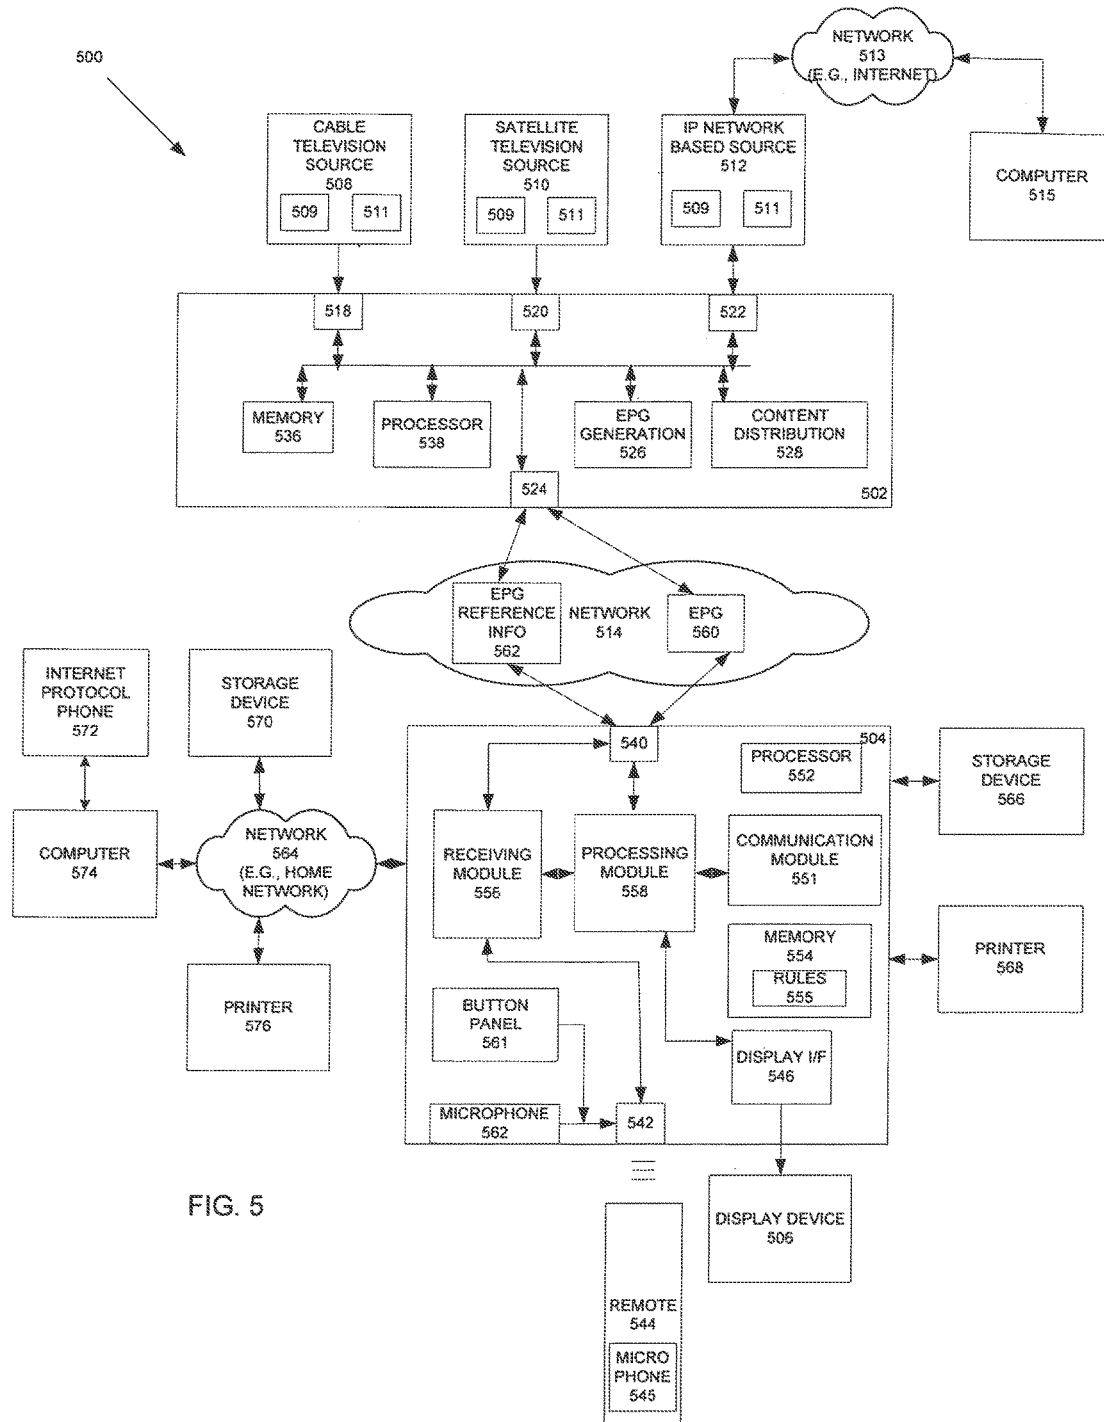 500
NETWORK
513
(E.G., INTERNET)
CABLE
TELEVISION
SOURCE
508
509
511
SATELLITE
TELEVISION
SOURCE
510
509
511
IP NETWORK
BASED SOURCE
512
509
511
COMPUTER
515
518
520
522
MEMORY
536
PROCESSOR
538
EPG
GENERATION
526
CONTENT
DISTRIBUTION
528
524
502
EPG
REFERENCE
INFO
562
NETWORK
514
EPG
560
INTERNET
PROTOCOL
PHONE
572
STORAGE
DEVICE
570
540
504
PROCESSOR
552
STORAGE
DEVICE
566
COMPUTER
574
NETWORK
564
(E.G., HOME
NETWORK)
RECEIVING
MODULE
556
PROCESSING
MODULE
558
COMMUNICATION
MODULE
551
PRINTER
576
BUTTON
PANEL
561
MEMORY
554
RULES
555
PRINTER
568
DISPLAY I/F
546
MICROPHONE
562
542
FIG. 5
DISPLAY DEVICE
506
REMOTE
544
MICRO
PHONE
545